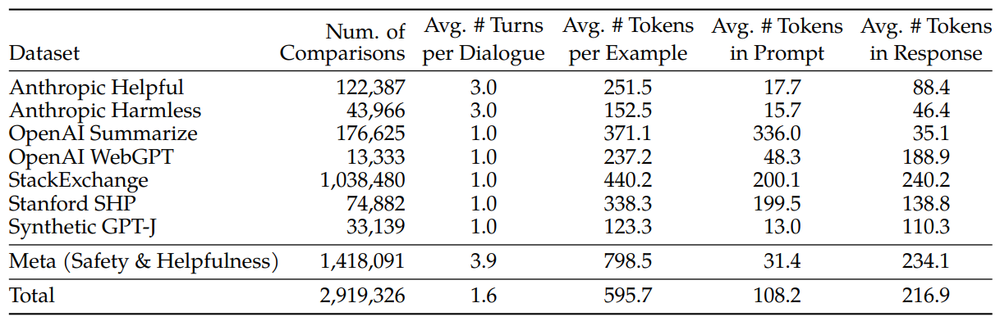 Dataset Num. of Comparisons Avg. # Turns per Dialogue Avg. # Tokens per Example Avg. # Tokens in Prompt Avg. # Tokens in Response
Anthropic Helpful 122,387 3.0 251.5 17.7 88.4
Anthropic Harmless 43,966 3.0 152.5 15.7 46.4
OpenAI Summarize 176,625 1.0 371.1 336.0 35.1
OpenAI WebGPT 13,333 1.0 237.2 48.3 188.9
StackExchange 1,038,480 1.0 440.2 200.1 240.2
Stanford SHP 74,882 1.0 338.3 199.5 138.8
Synthetic GPT-J 33,139 1.0 123.3 13.0 110.3
Meta (Safety & Helpfulness) 1,418,091 3.9 798.5 31.4 234.1
Total 2,919,326 1.6 595.7 108.2 216.9